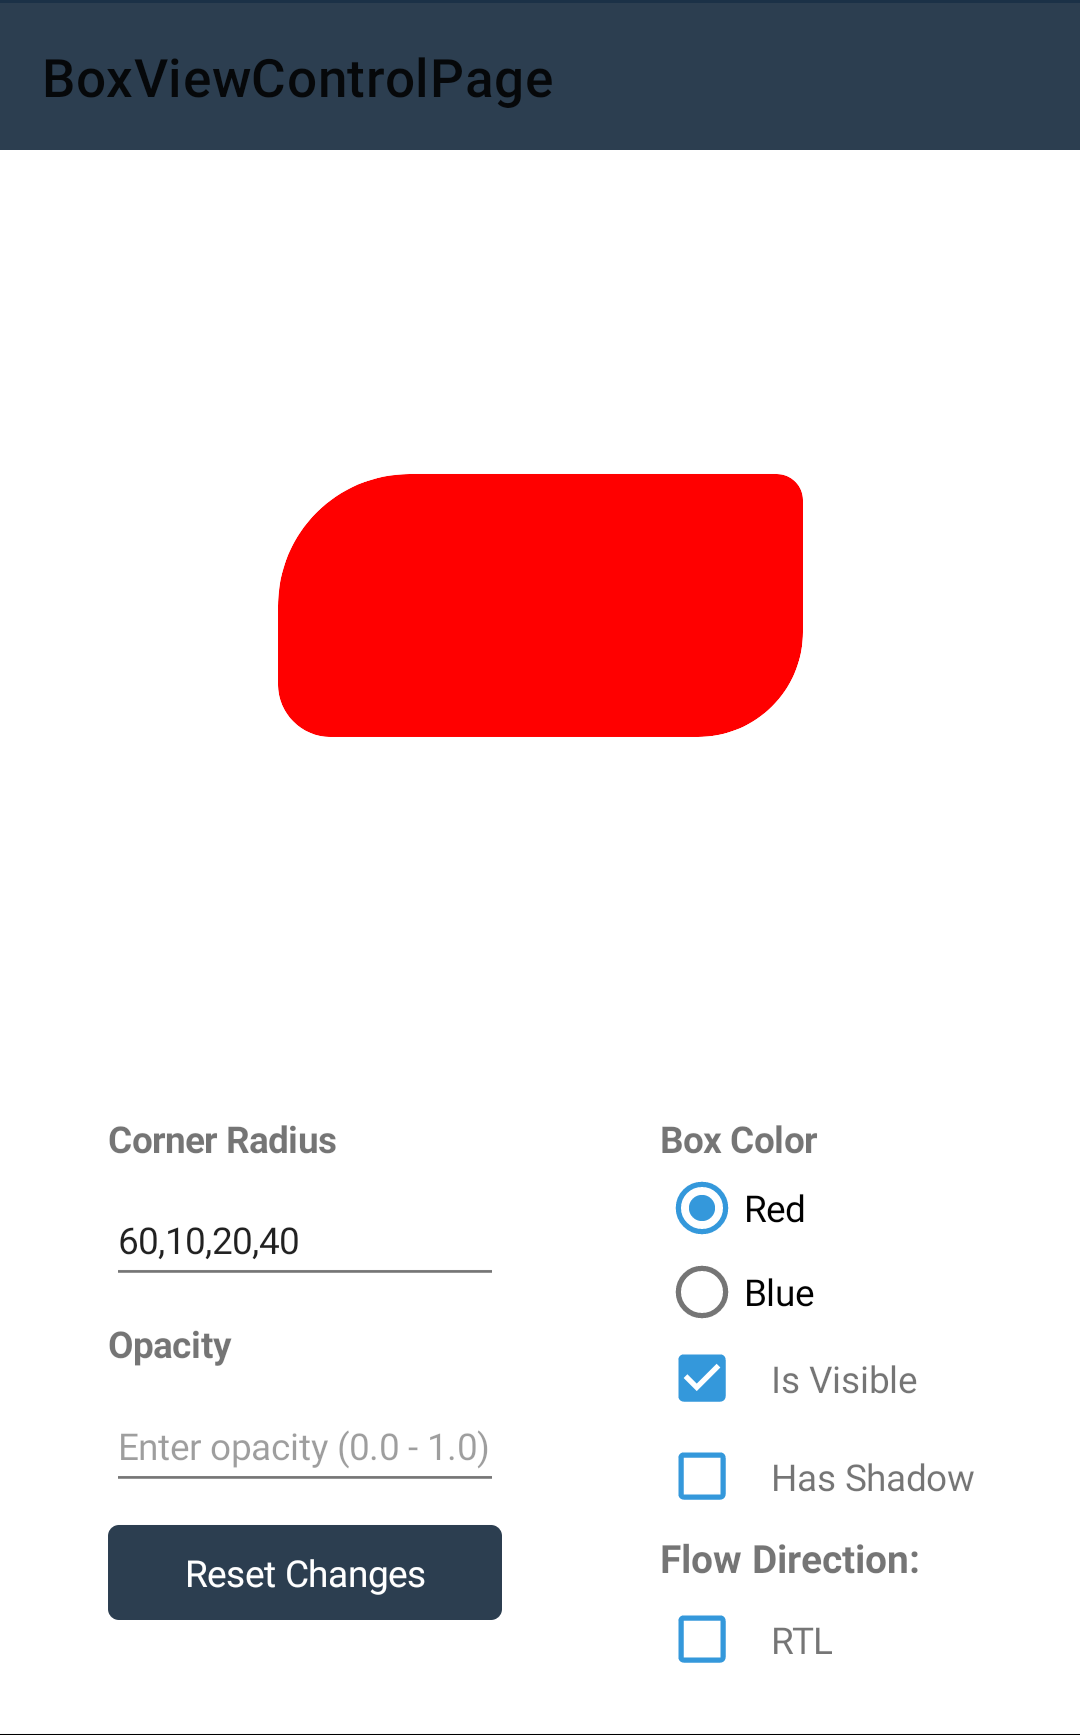 BoxViewControlPage
Corner Radius
60,10,20,40
Opacity
Enter opacity (0.0 - 1.0)
Reset Changes
Box Color
Red
Blue
Is Visible
Has Shadow
Flow Direction:
RTL